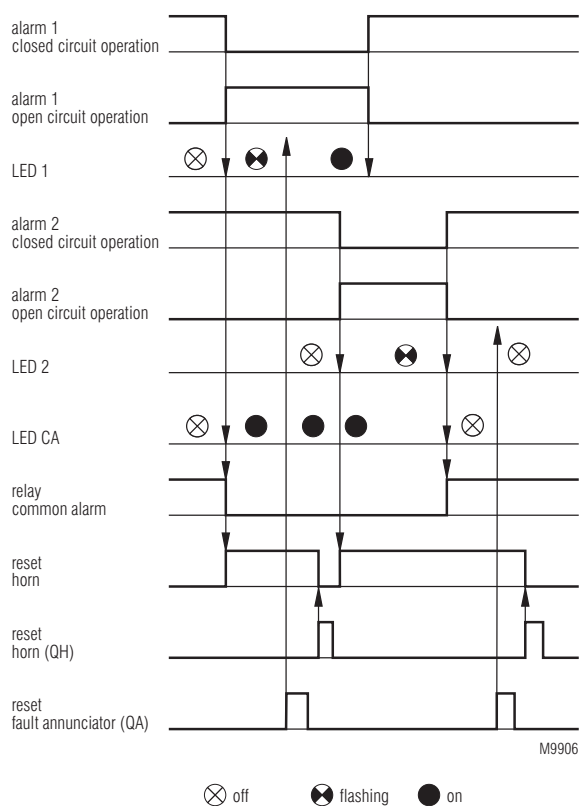 alarm 1
closed circuit operation
alarm 1
open circuit operation
LED 1
alarm 2
closed circuit operation
alarm 2
open circuit operation
LED 2
LED CA
relay
common alarm
reset
horn
reset
horn (QH)
reset
fault annunciator (QA)
M9906
off flashing on